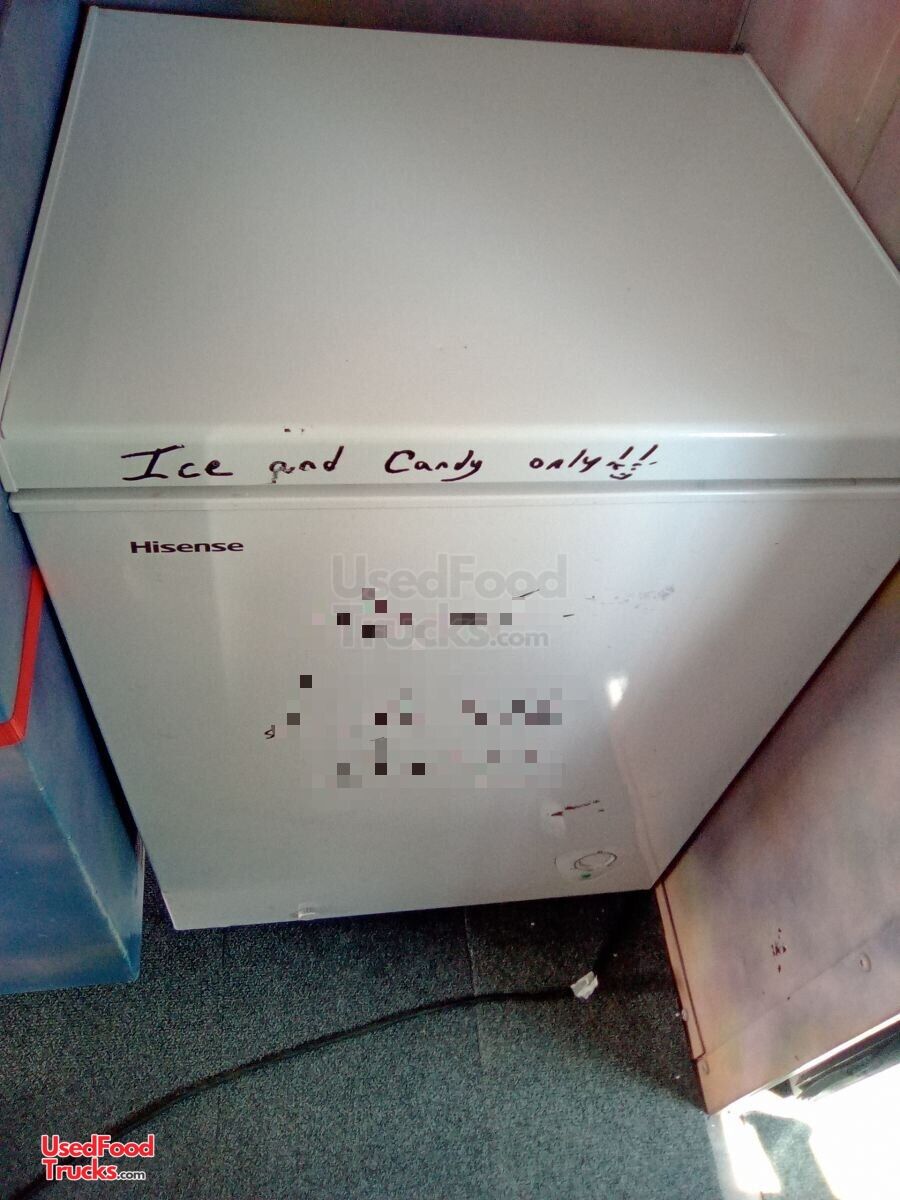 Ice and Candy only!!
Hisense
UsedFood
Trucks.com
UsedFood
Trucks.com